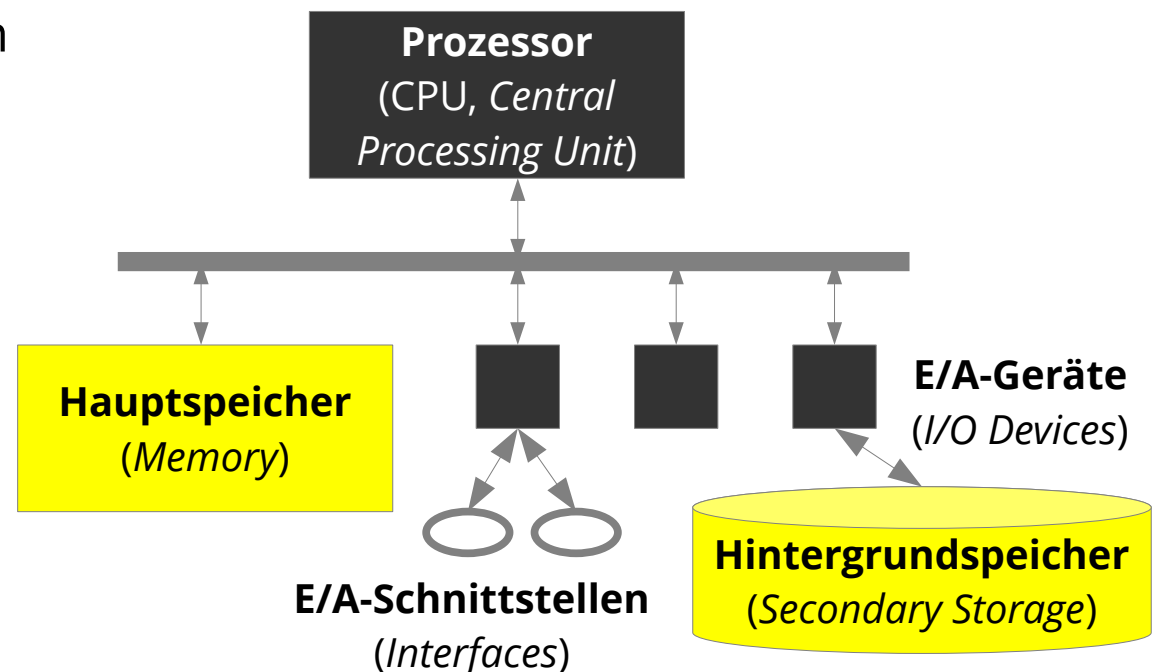 n
Prozessor
(CPU, Central
Processing Unit)
Hauptspeicher
(Memory)
E/A-Geräte
(I/O Devices)
E/A-Schnittstellen
(Interfaces)
Hintergrundspeicher
(Secondary Storage)